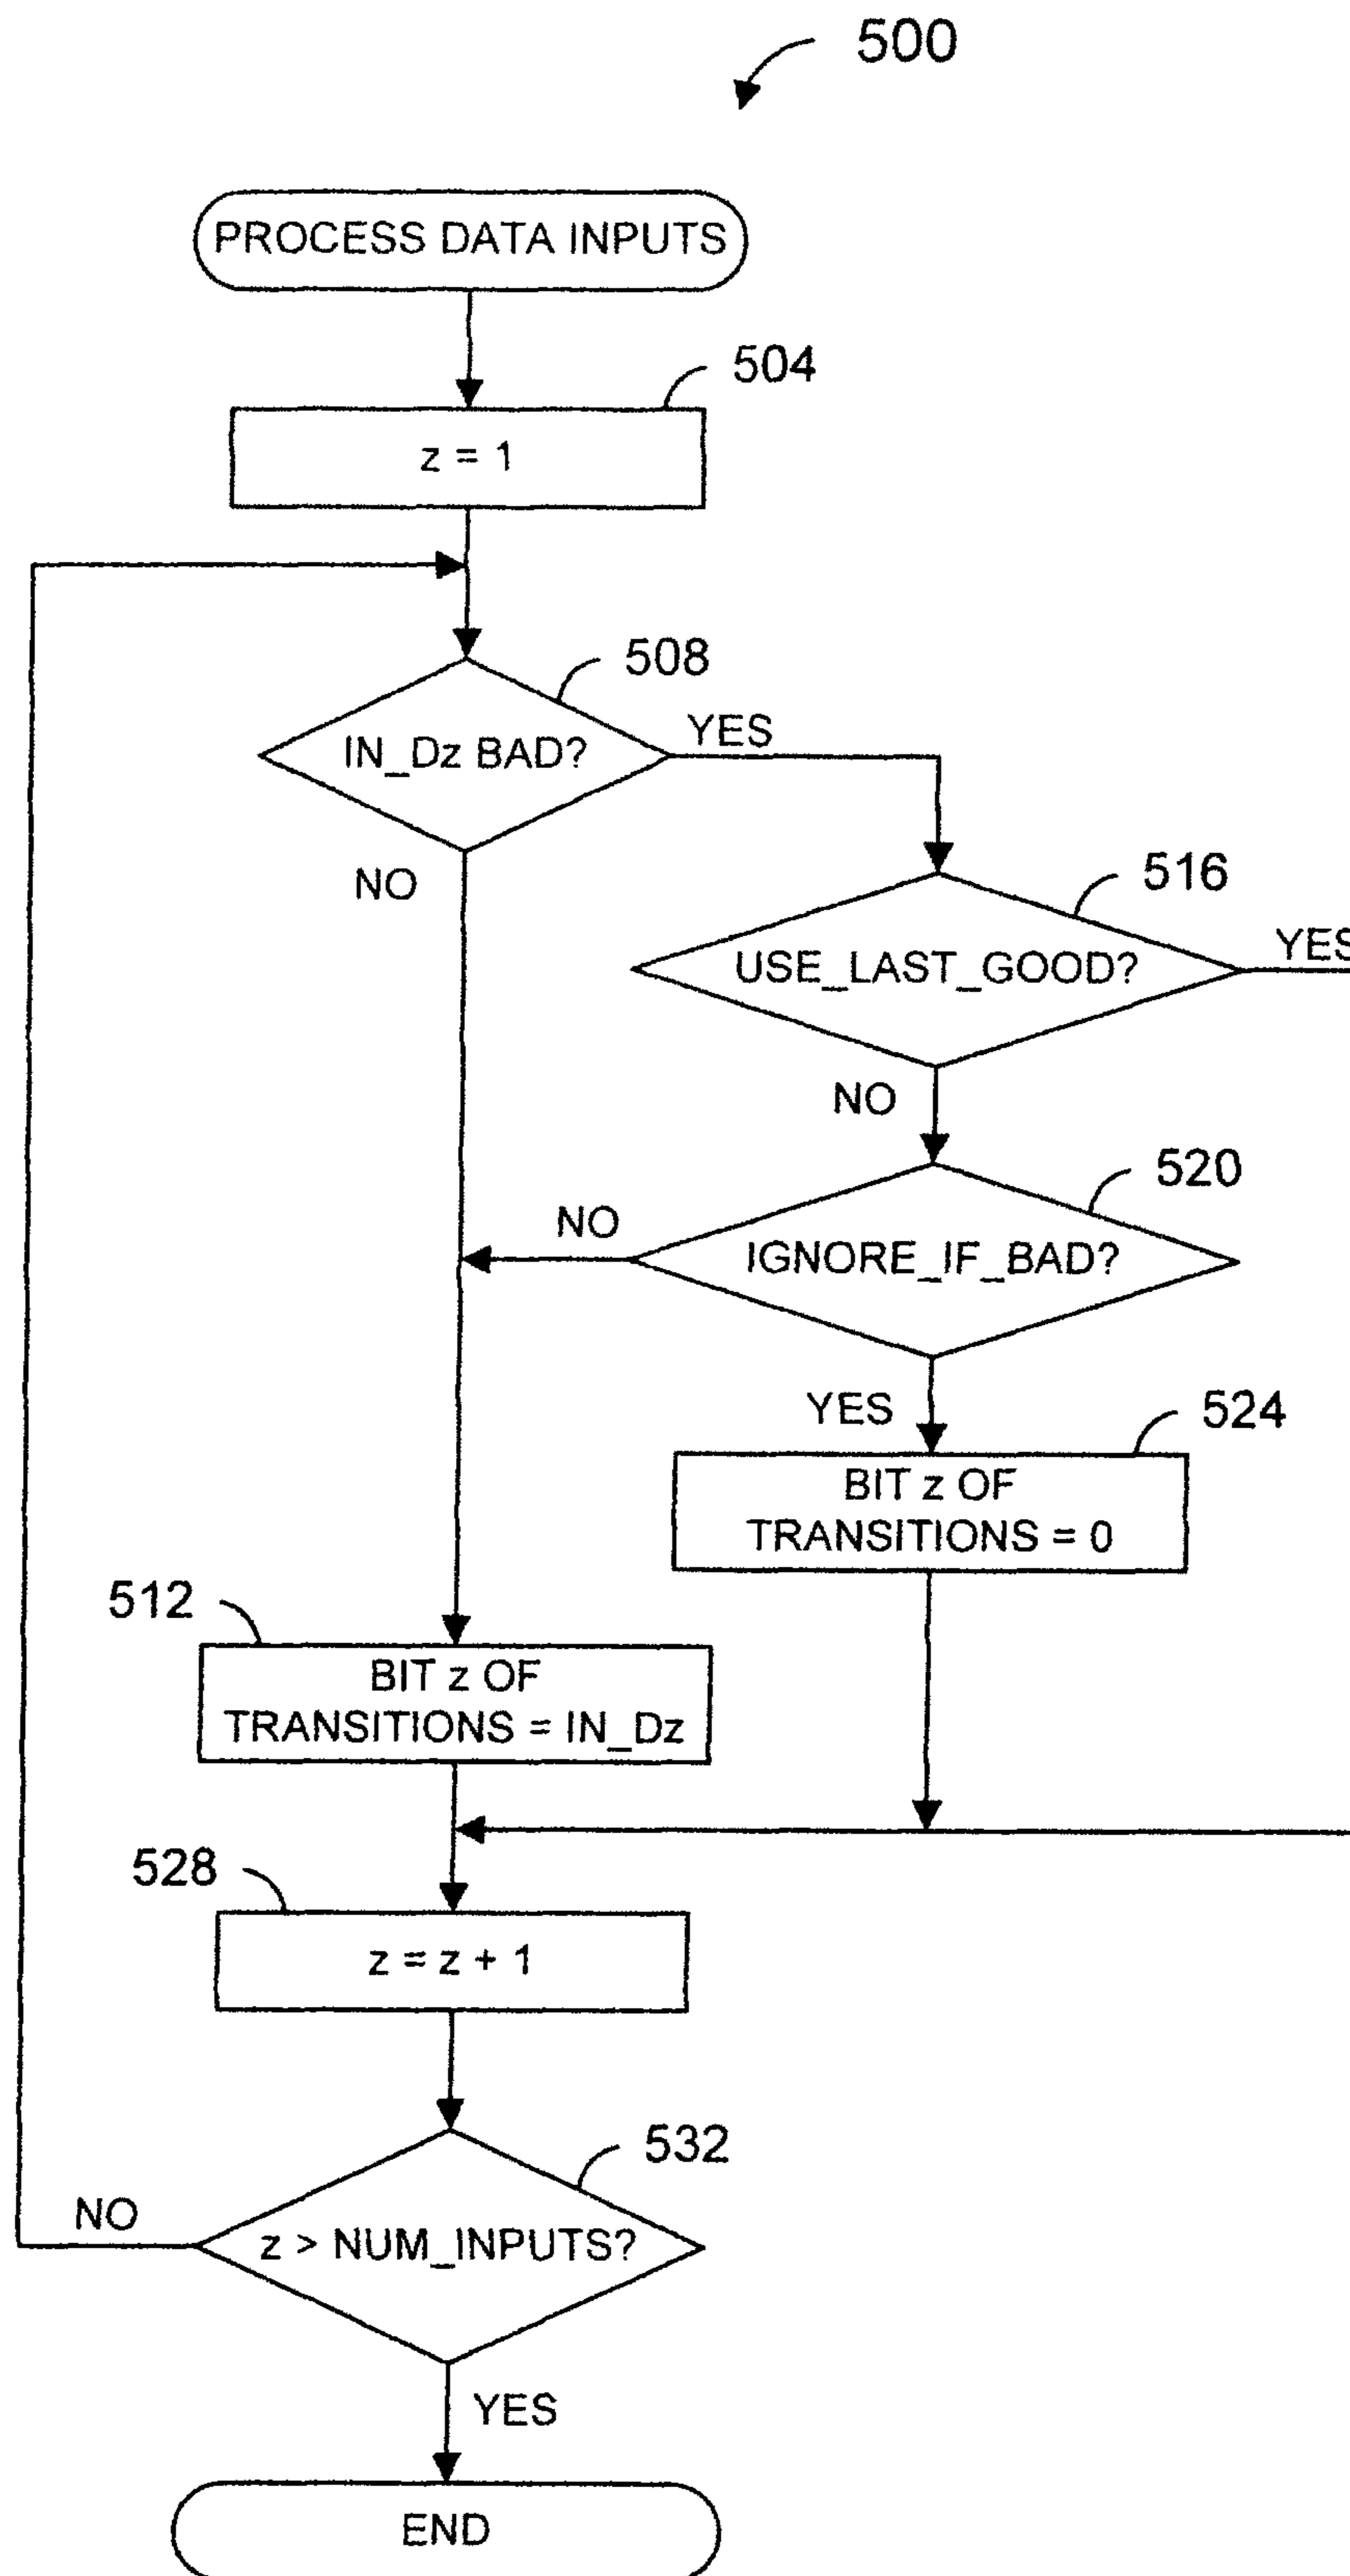 500
PROCESS DATA INPUTS
504
z = 1
508
IN_Dz BAD?
YES
NO
516
USE_LAST_GOOD?
YES
NO
520
IGNORE_IF_BAD?
NO
YES
524
BIT z OF
TRANSITIONS = 0
512
BIT z OF
TRANSITIONS = IN_Dz
528
z = z + 1
532
z > NUM_INPUTS?
NO
YES
END